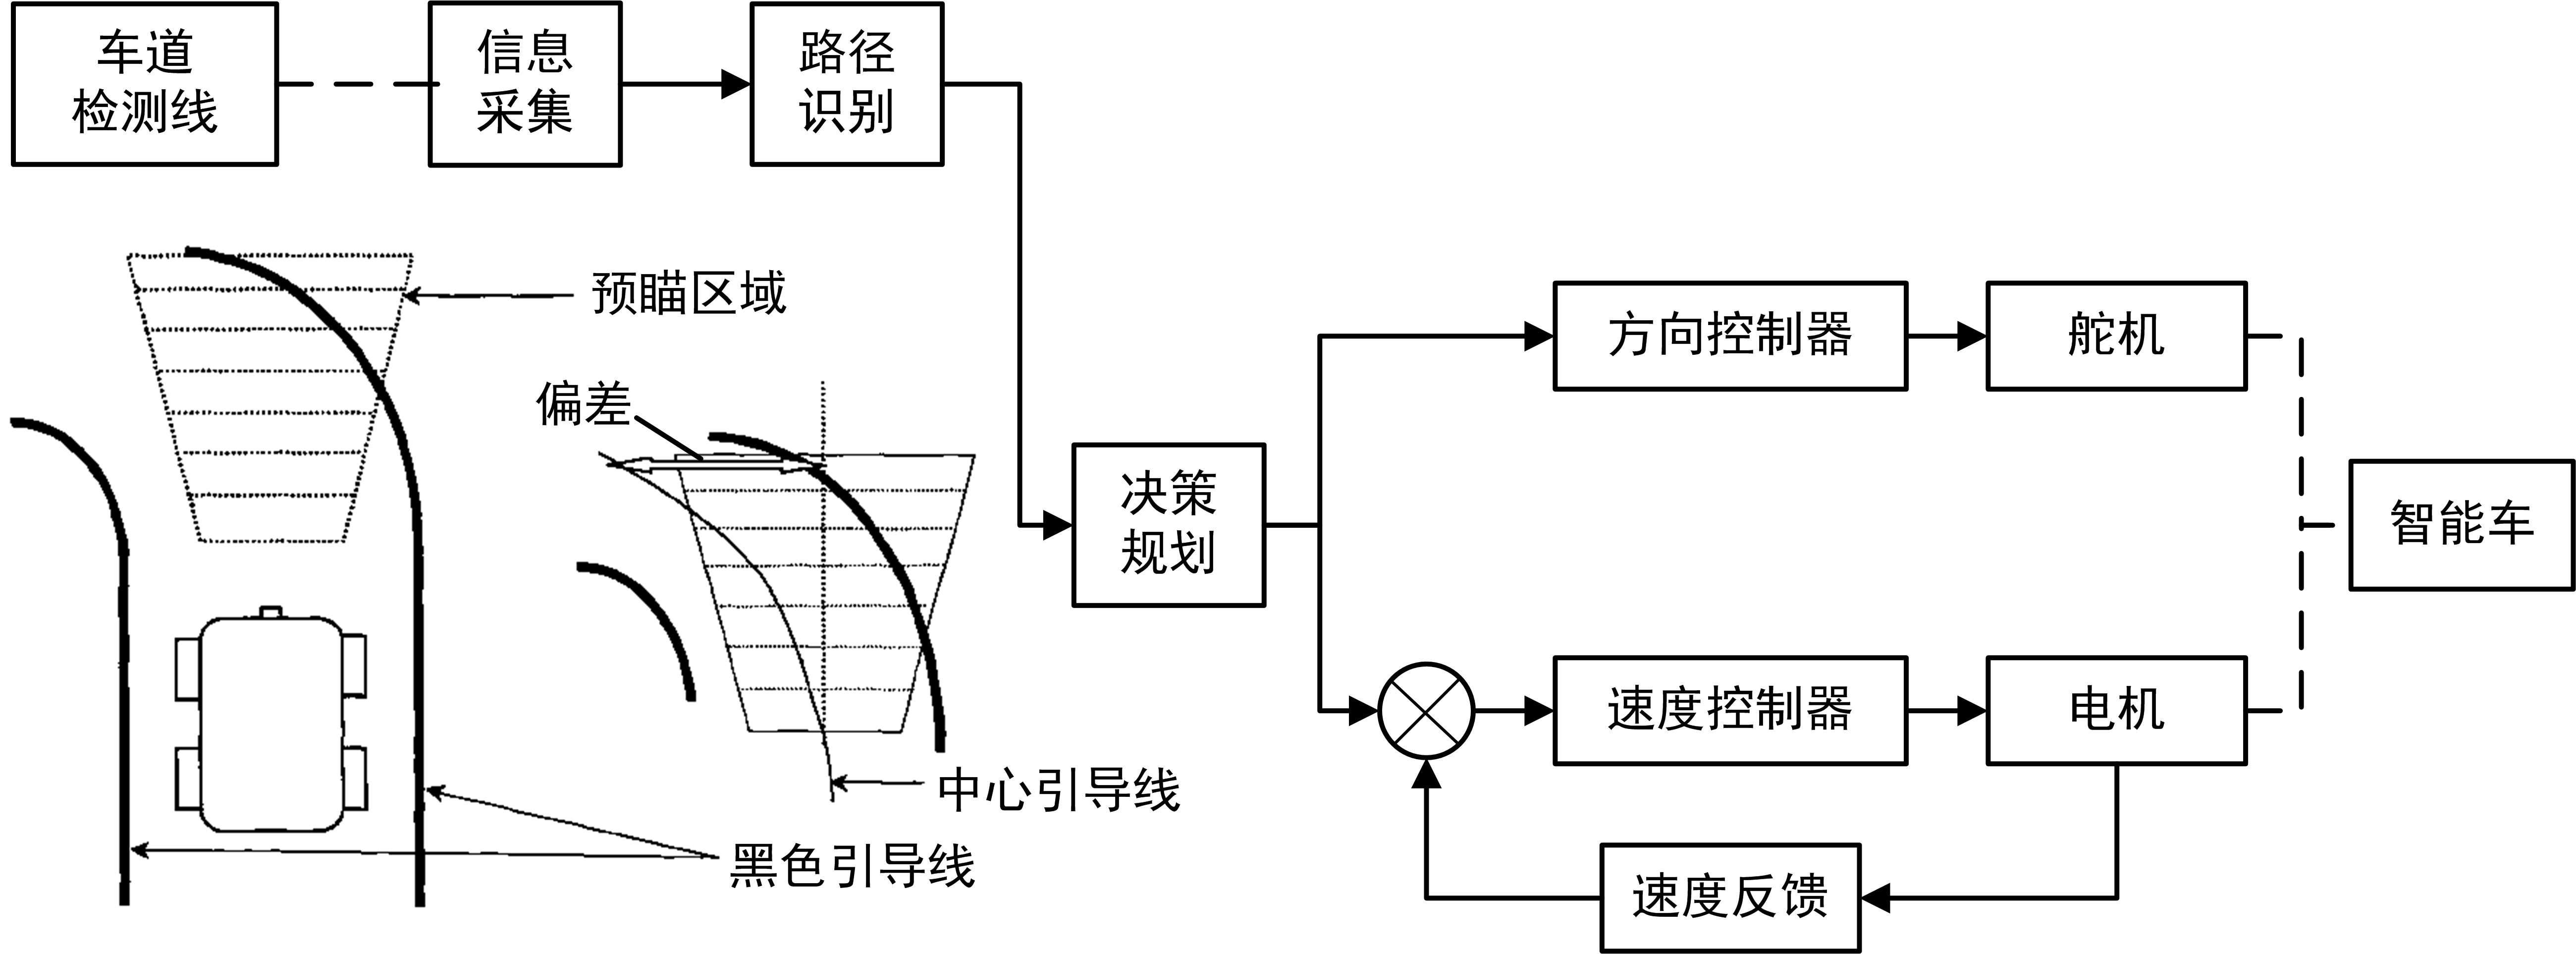 车道
检测线
信息
采集
路径
识别
预瞄区域
偏差
中心引导线
黑色引导线
决策
规划
方向控制器
舵机
速度控制器
电机
速度反馈
智能车